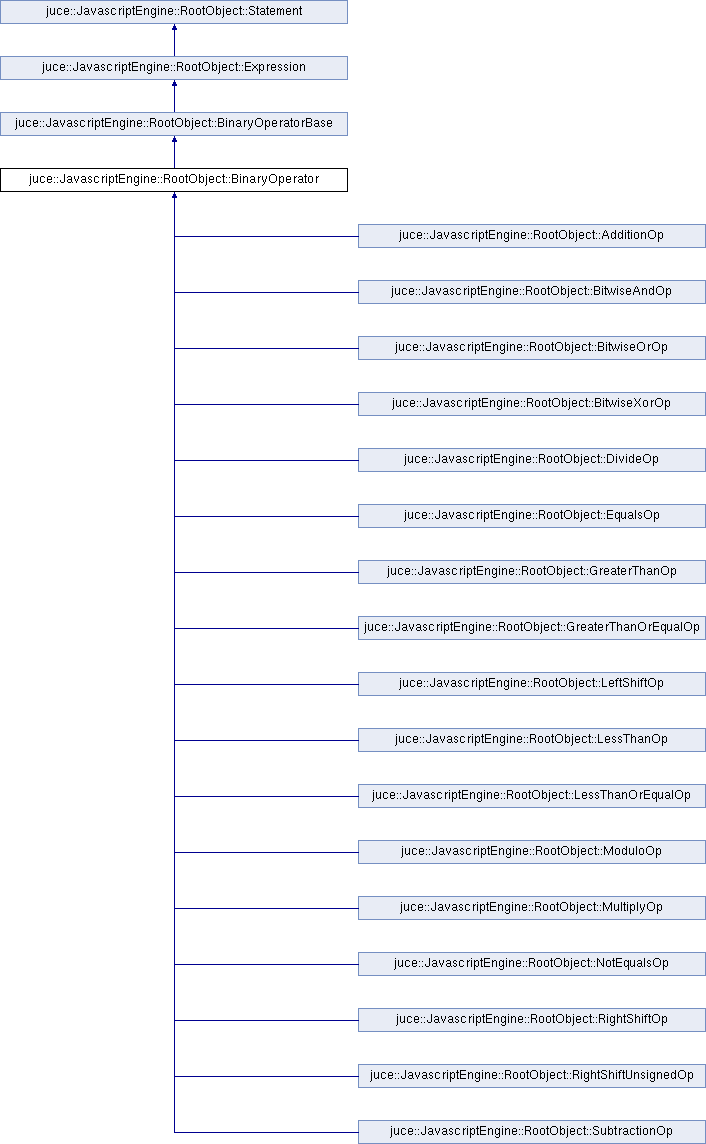 juce::JavascriptEngine::RootObject::Statement
juce::JavascriptEngine::RootObject::Expression
juce::JavascriptEngine::RootObject::BinaryOperatorBase
juce::JavascriptEngine::RootObject::BinaryOperator
juce::JavascriptEngine::RootObject::AdditionOp
juce::JavascriptEngine::RootObject::BitwiseAndOp
juce::JavascriptEngine::RootObject::BitwiseOrOp
juce::JavascriptEngine::RootObject::BitwiseXorOp
juce::JavascriptEngine::RootObject::DivideOp
juce::JavascriptEngine::RootObject::EqualsOp
juce::JavascriptEngine::RootObject::GreaterThanOp
juce::JavascriptEngine::RootObject::GreaterThanOrEqualOp
juce::JavascriptEngine::RootObject::LeftShiftOp
juce::JavascriptEngine::RootObject::LessThanOp
juce::JavascriptEngine::RootObject::LessThanOrEqualOp
juce::JavascriptEngine::RootObject::ModuloOp
juce::JavascriptEngine::RootObject::MultiplyOp
juce::JavascriptEngine::RootObject::NotEqualsOp
juce::JavascriptEngine::RootObject::RightShiftOp
juce::JavascriptEngine::RootObject::RightShiftUnsignedOp
juce::JavascriptEngine::RootObject::SubtractionOp